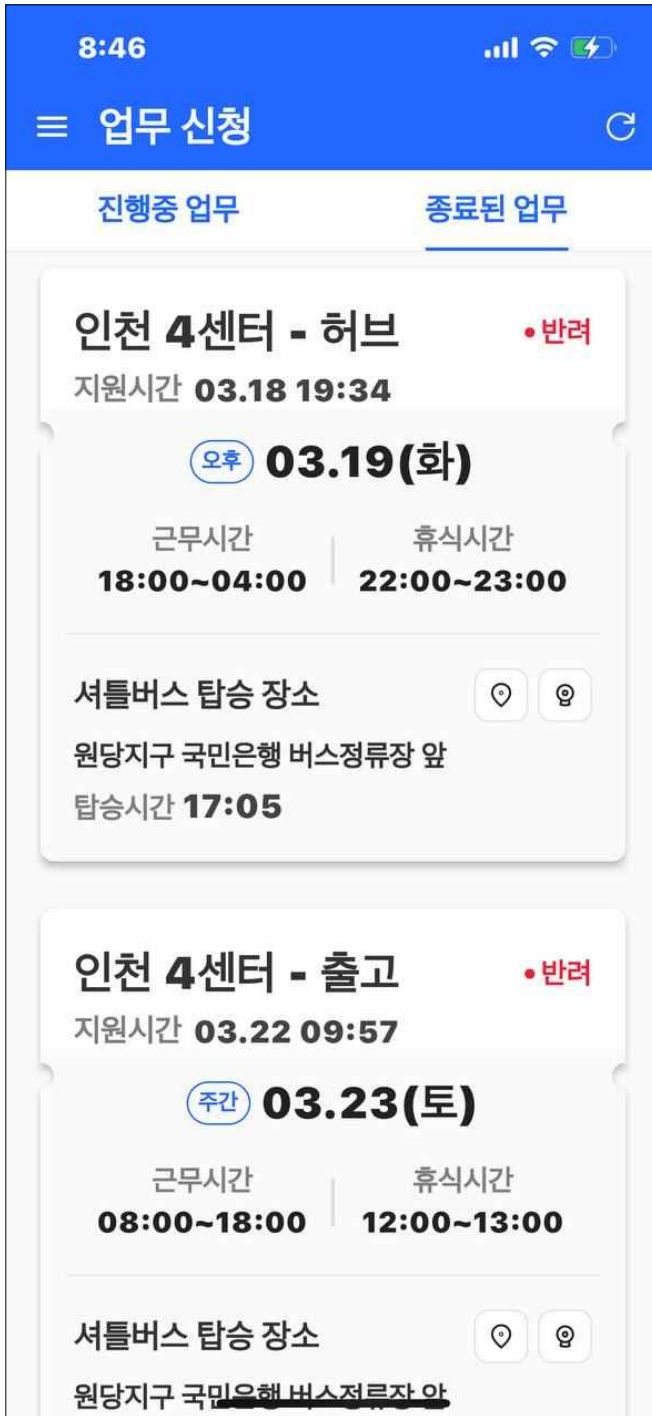 8:46
업무 신청
진행중 업무 종료된 업무
인천 4센터 - 허브 •반려
지원시간 03.18 19:34
오후 03.19(화)
근무시간 휴식시간
18:00~04:00 22:00~23:00
셔틀버스 탑승 장소
원당지구 국민은행 버스정류장 앞
탑승시간 17:05
인천 4센터 - 출고 •반려
지원시간 03.22 09:57
주간 03.23(토)
근무시간 휴식시간
08:00~18:00 12:00~13:00
셔틀버스 탑승 장소
원당지구 국민은행 버스정류장 앞